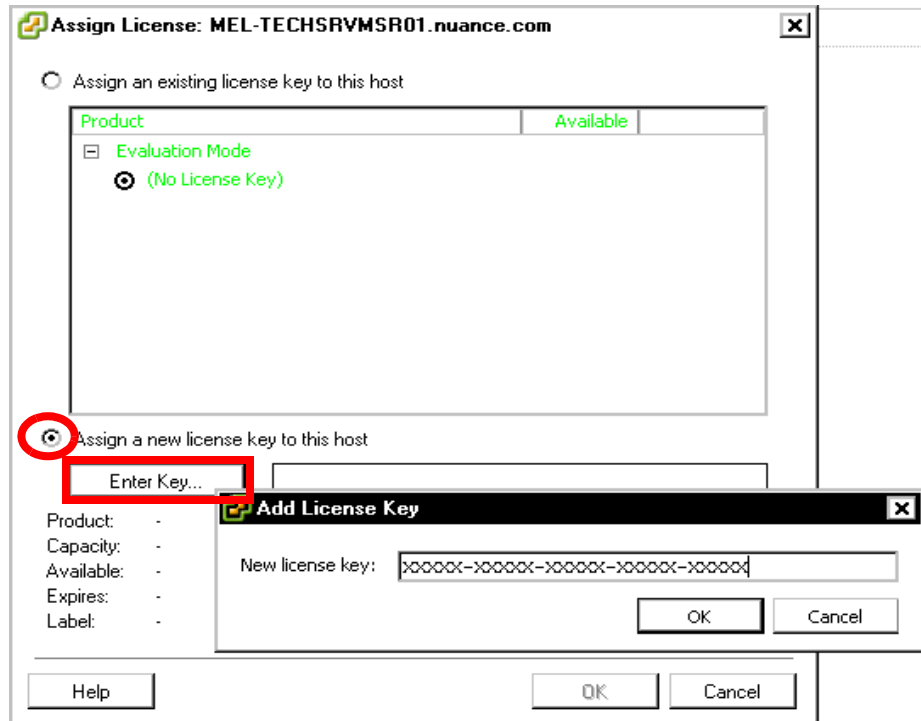 Assign License: MEL-TECHSRVMSR01.nuance.com
Assign an existing license key to this host
Product Available
Evaluation Mode
(No License Key)
Assign a new license key to this host
Enter Key...
Add License Key
Product: -
Capacity: -
New license key: xxxxx-xxxxx-xxxxx-xxxxx-xxxxx
Available: -
Expires: -
OK Cancel
Label: -
Help OK Cancel